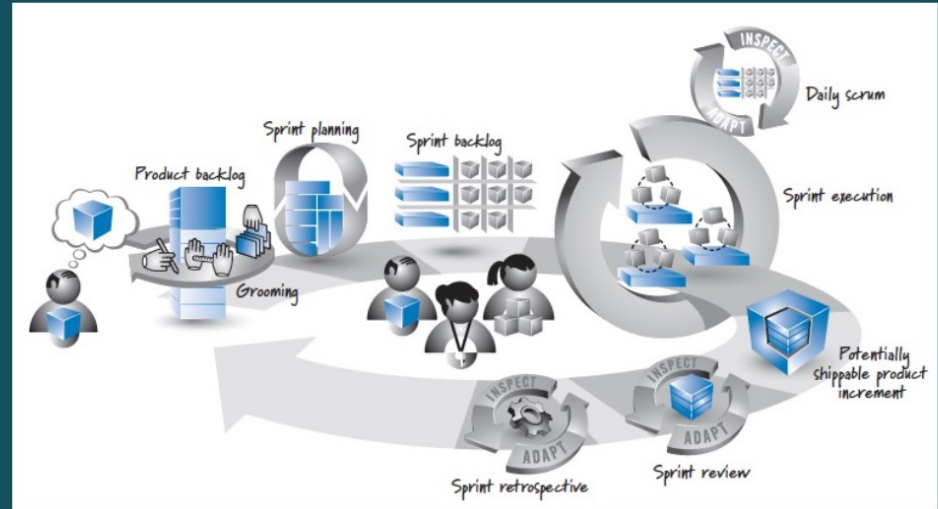 INSPECT
ADAPT
Daily scrum
Sprint planning
Sprint backlog
Product backlog
Sprint execution
Grooming
Potentially
shippable product
increment
INSPECT
ADAPT
Sprint review
INSPECT
ADAPT
Sprint retrospective